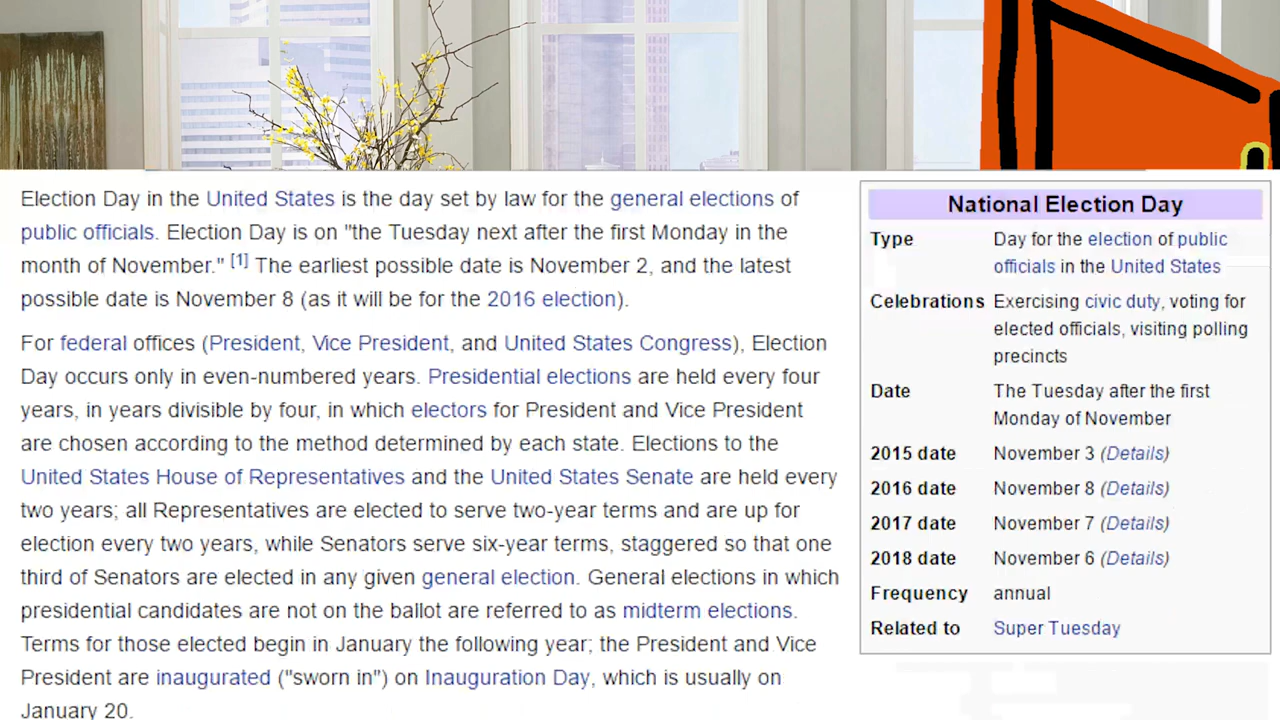 Election Day in the United States is the day set by law for the general elections of
public officials. Election Day is on "the Tuesday next after the first Monday in the
month of November." [1] The earliest possible date is November 2, and the latest
possible date is November 8 (as it will be for the 2016 election).
For federal offices (President, Vice President, and United States Congress), Election
Day occurs only in even-numbered years. Presidential elections are held every four
years, in years divisible by four, in which electors for President and Vice President
are chosen according to the method determined by each state. Elections to the
United States House of Representatives and the United States Senate are held every
two years; all Representatives are elected to serve two-year terms and are up for
election every two years, while Senators serve six-year terms, staggered so that one
third of Senators are elected in any given general election. General elections in which
presidential candidates are not on the ballot are referred to as midterm elections.
Terms for those elected begin in January the following year; the President and Vice
President are inaugurated ("sworn in") on Inauguration Day, which is usually on
January 20.
National Election Day
Type Day for the election of public
officials in the United States
Celebrations Exercising civic duty, voting for
elected officials, visiting polling
precincts
Date The Tuesday after the first
Monday of November
2015 date November 3 (Details)
2016 date November 8 (Details)
2017 date November 7 (Details)
2018 date November 6 (Details)
Frequency annual
Related to Super Tuesday